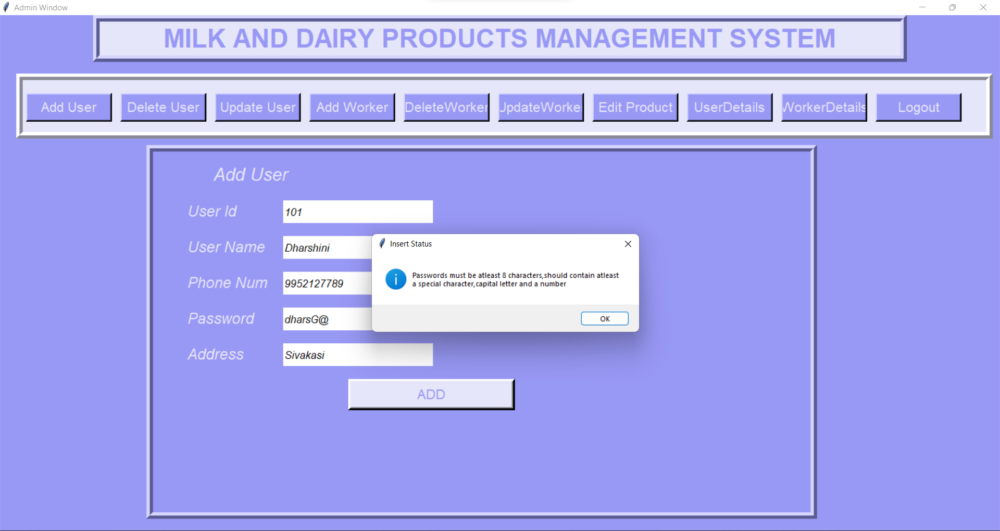 Admin Window
MILK AND DAIRY PRODUCTS MANAGEMENT SYSTEM
Add User
Delete User
Update User
Add Worker
DeleteWorker
UpdateWorke
Edit Product
UserDetails
WorkerDetails
Logout
Add User
User Id
101
User Name
Dharshini
Phone Num
9952127789
Password
dharsG@
Address
Sivakasi
ADD
Insert Status
Passwords must be atleast 8 characters,should contain atleast
a special character,capital letter and a number
OK